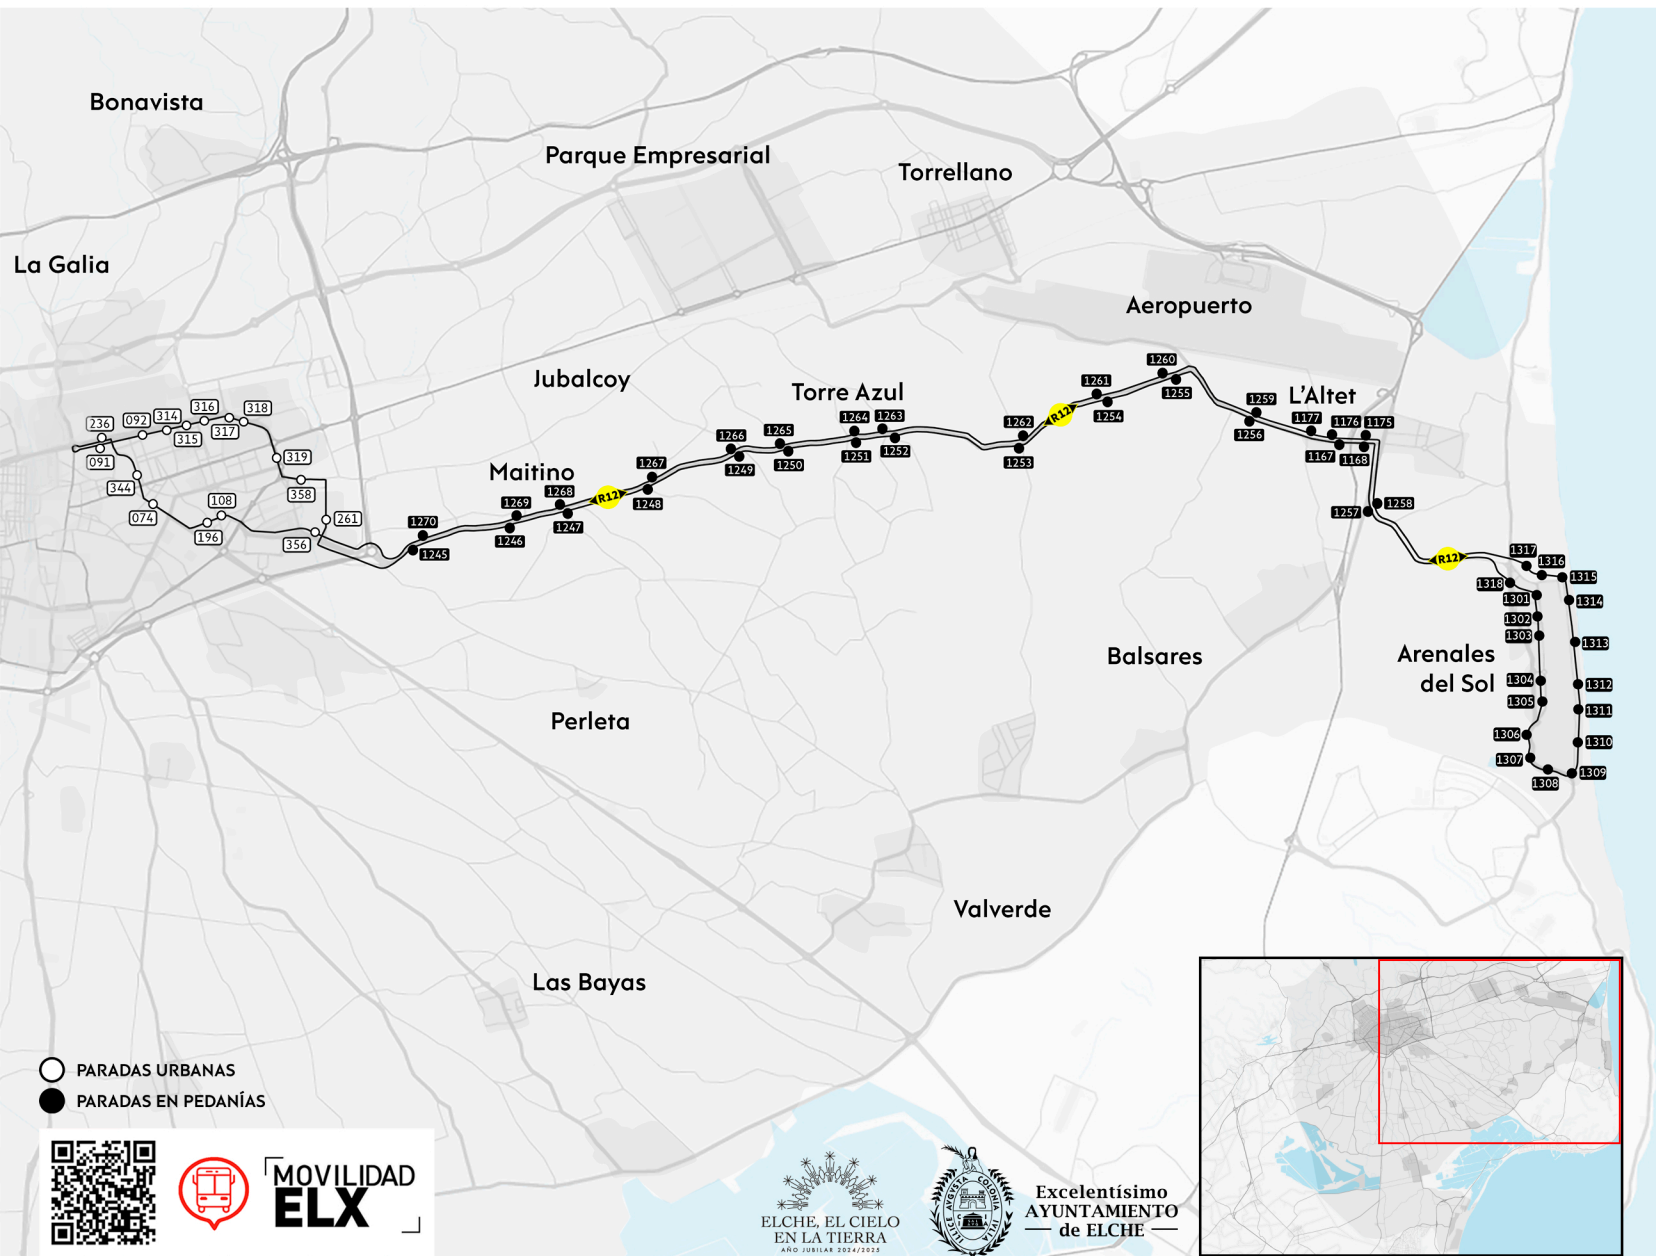 Bonavista
Parque Empresarial
Torrellano
La Galia
Aeropuerto
Jubalcoy
Torre Azul
L'Altet
Maitino
Balsares
Arenales
del Sol
Perleta
Valverde
Las Bayas
236
092
314
316
318
315
317
091
344
074
108
196
319
358
261
356
1270
1245
1269
1246
1268
1247
R12
1267
1248
1266
1249
1265
1250
1264
1263
1251
1252
1262
1253
R12
1261
1254
1260
1255
1259
1256
1177
1176
1175
1167
1168
1258
1257
R12
1317
1316
1315
1318
1301
1314
1302
1303
1313
1304
1312
1305
1311
1306
1310
1307
1308
1309
PARADAS URBANAS
PARADAS EN PEDANÍAS
MOVILIDAD
ELX
ELCHE, EL CIELO
EN LA TIERRA
AÑO JUBILAR 2024/2025
Excelentísimo
AYUNTAMIENTO
de ELCHE